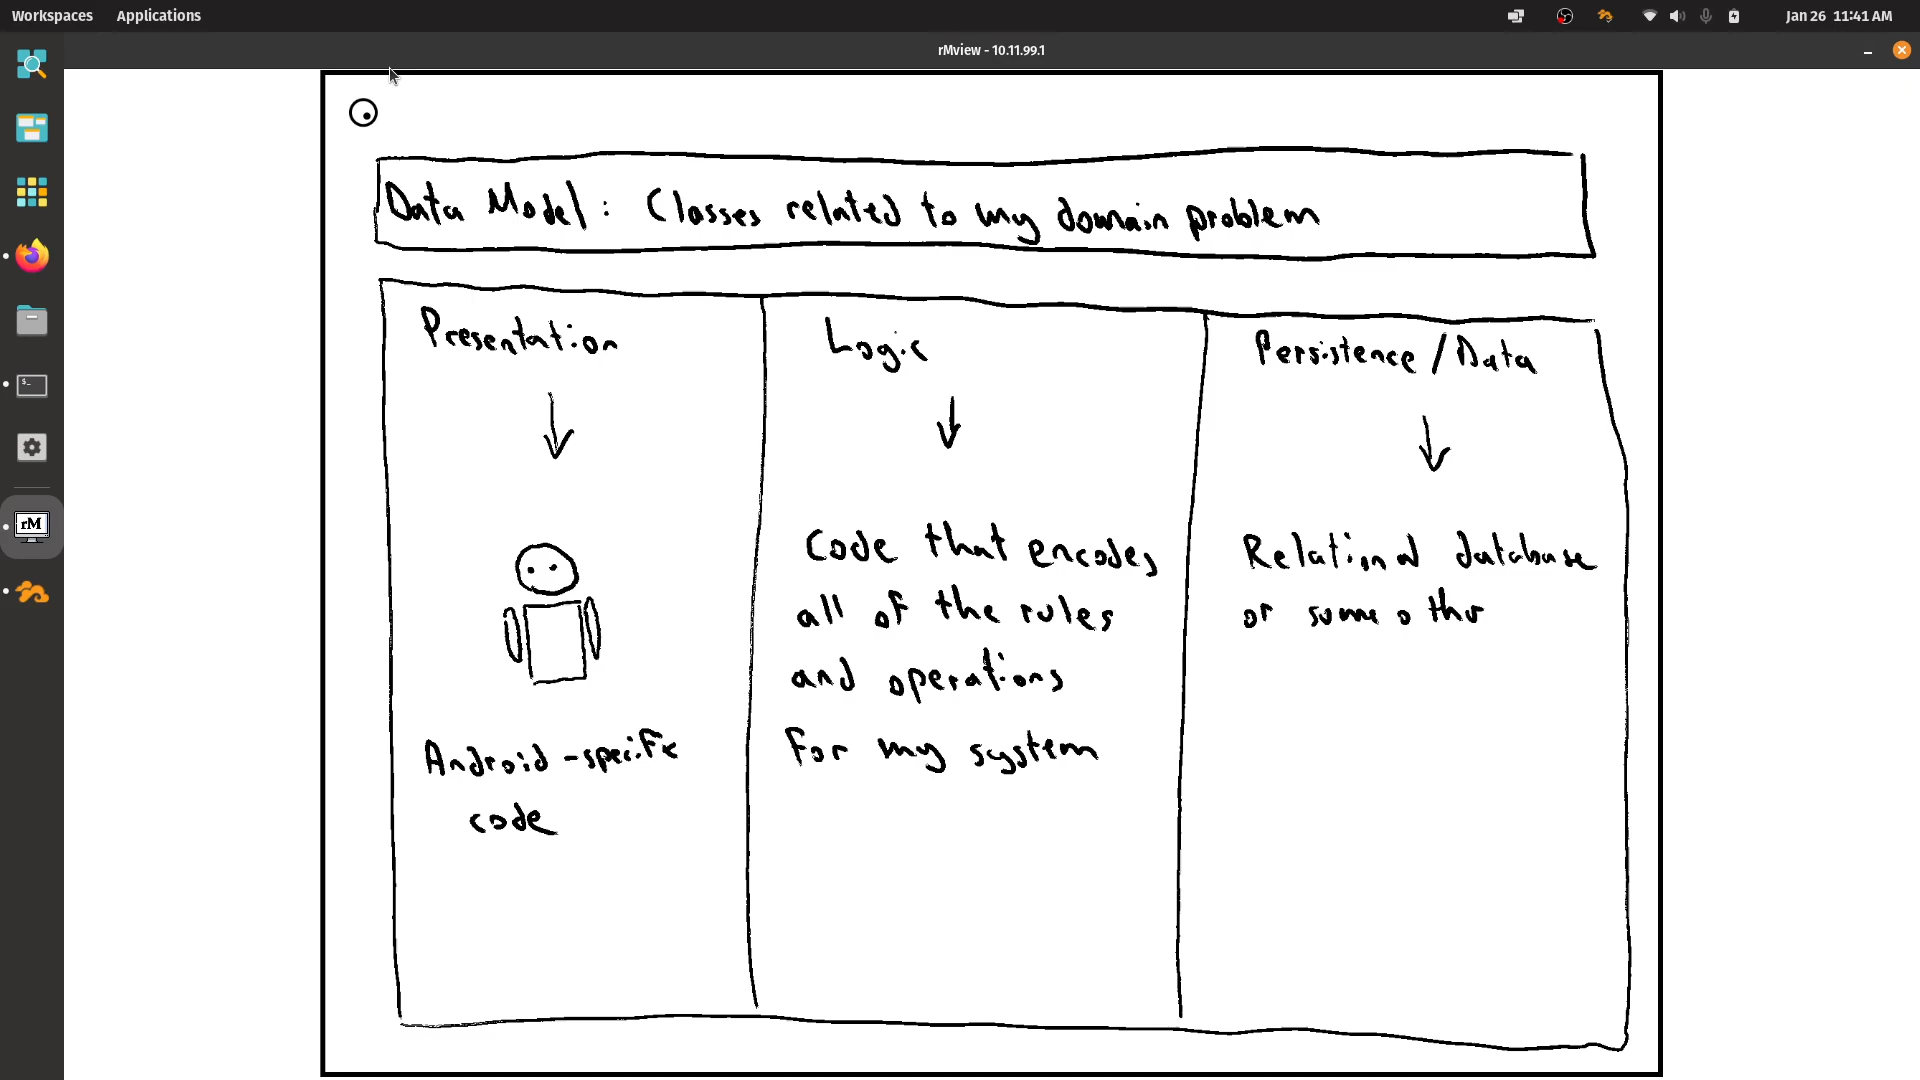 Workspaces Applications Jan 26 11:41 AM
rMview - 10.11.99.1
Data Model: Classes related to my domain problem
Presentation
Logic
Persistence / Data
Code that encodes
all of the rules
and operations
for my system
Relational database
or some other
Android-specific
code
rM